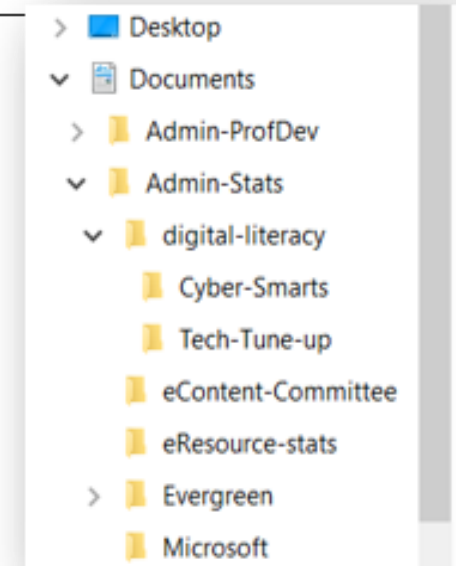 Desktop
Documents
Admin-ProfDev
Admin-Stats
digital-literacy
Cyber-Smarts
Tech-Tune-up
eContent-Committee
eResource-stats
Evergreen
Microsoft